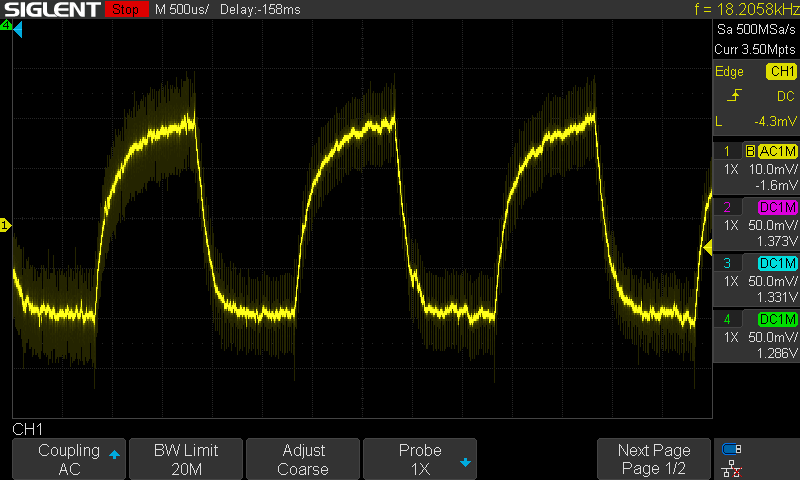 SIGLENT Stop M 500us/ Delay:-158ms f = 18.2058kHz
Sa 500MSa/s
Curr 3.50Mpts
Edge CH1
DC
L -4.3mV
1 B AC1M
1X 10.0mV/
-1.6mV
2 DC1M
1X 50.0mV/
1.373V
3 DC1M
1X 50.0mV/
1.331V
4 DC1M
1X 50.0mV/
1.286V
4
1
CH1
Coupling BW Limit Adjust Probe Next Page
AC 20M Coarse 1X Page 1/2